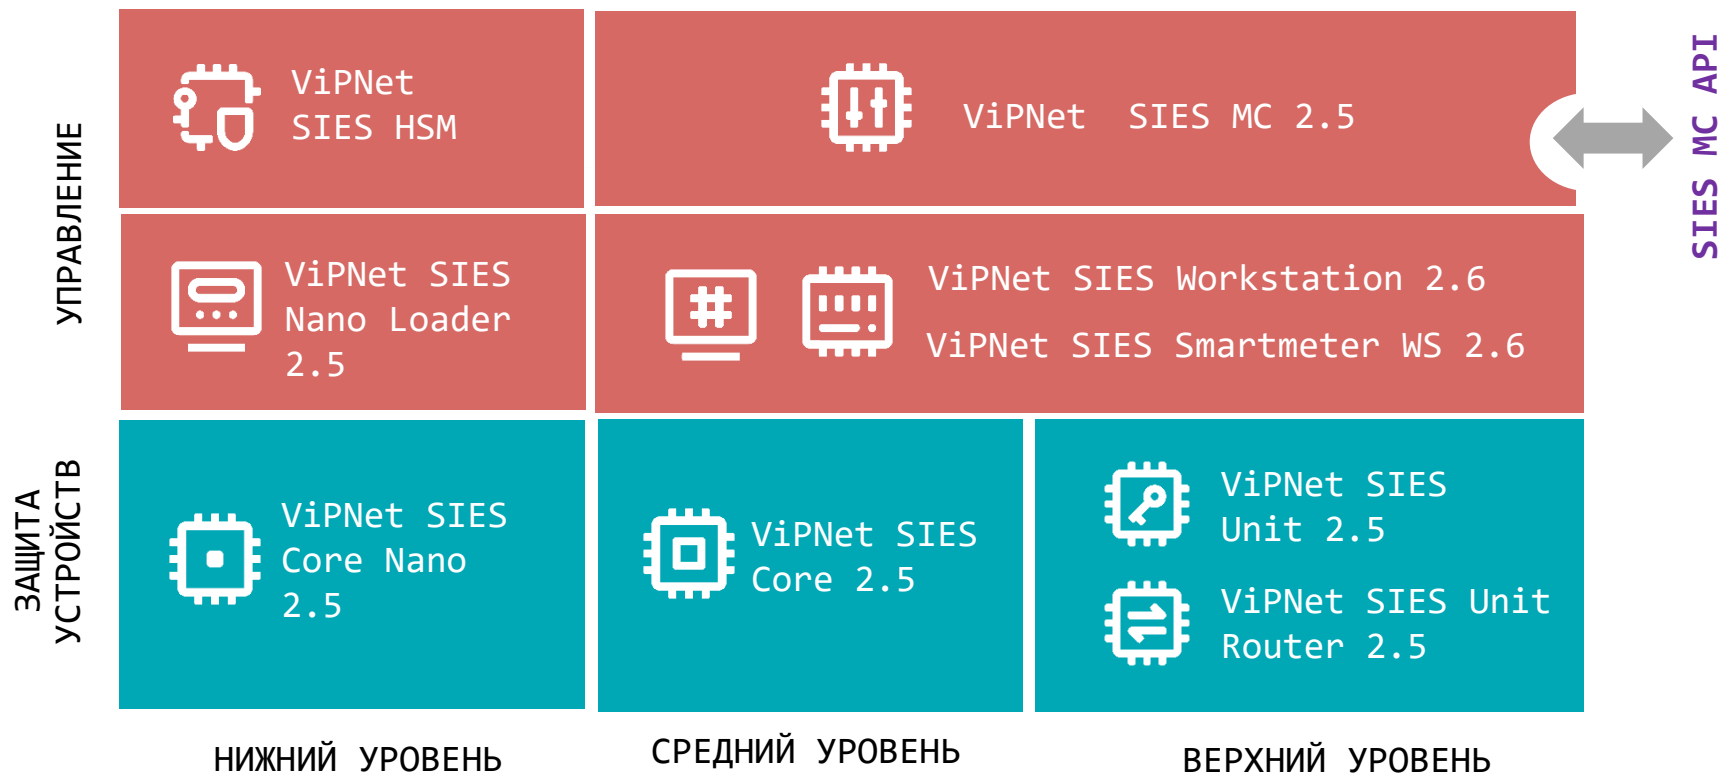 УПРАВЛЕНИЕ
ViPNet
SIES HSM
ViPNet SIES MC 2.5
SIES MC API
ViPNet SIES
Nano Loader
2.5
ViPNet SIES Workstation 2.6
ViPNet SIES Smartmeter WS 2.6
ЗАЩИТА
УСТРОЙСТВ
ViPNet SIES
Core Nano
2.5
ViPNet SIES
Core 2.5
ViPNet SIES
Unit 2.5
ViPNet SIES Unit
Router 2.5
НИЖНИЙ УРОВЕНЬ
СРЕДНИЙ УРОВЕНЬ
ВЕРХНИЙ УРОВЕНЬ